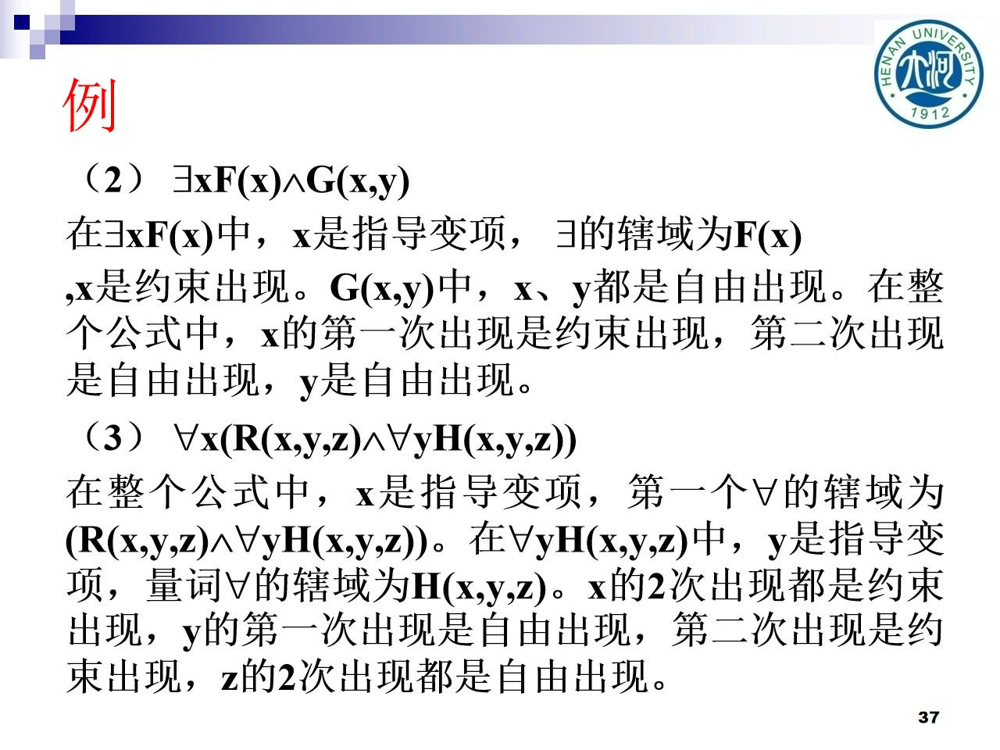 HENAN UNIVERSITY
1912
例
（2） ∃xF(x)∧G(x,y)
在∃xF(x)中，x是指导变项， ∃的辖域为F(x)
,x是约束出现。G(x,y)中，x、y都是自由出现。在整
个公式中，x的第一次出现是约束出现，第二次出现
是自由出现，y是自由出现。
（3） ∀x(R(x,y,z)∧∀yH(x,y,z))
在整个公式中，x是指导变项，第一个∀的辖域为
(R(x,y,z)∧∀yH(x,y,z))。在∀yH(x,y,z)中，y是指导变
项，量词∀的辖域为H(x,y,z)。x的2次出现都是约束
出现，y的第一次出现是自由出现，第二次出现是约
束出现，z的2次出现都是自由出现。
37